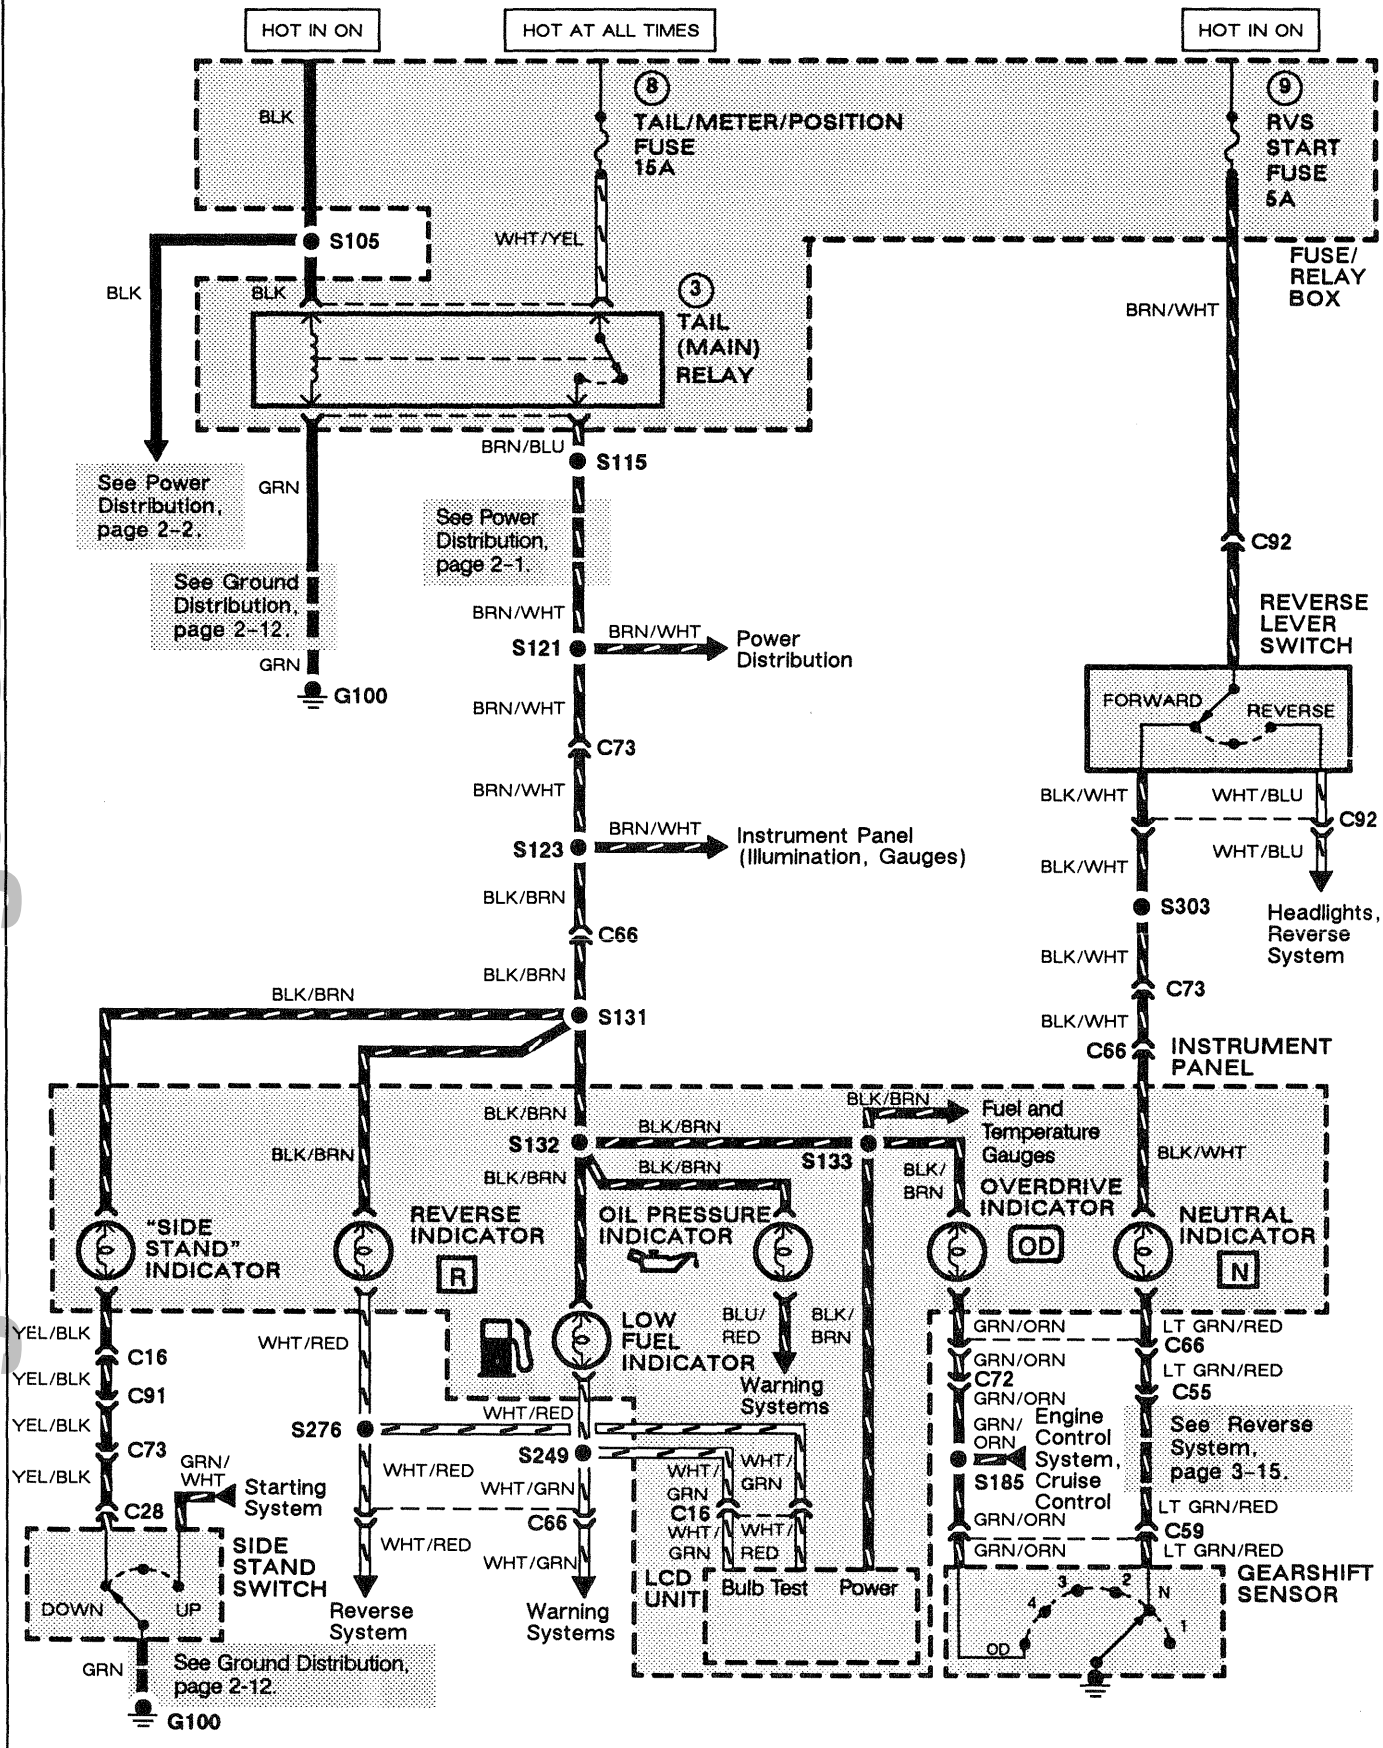 HOT IN ON
HOT AT ALL TIMES
HOT IN ON
BLK
8
TAIL/METER/POSITION
FUSE
15A
9
RVS
START
FUSE
5A
S105
WHT/YEL
FUSE/
RELAY
BOX
BLK
BLK
3
TAIL
(MAIN)
RELAY
BRN/WHT
BRN/BLU
S115
See Power
Distribution,
page 2-2.
GRN
See Power
Distribution,
page 2-1.
C92
See Ground
Distribution,
page 2-12.
REVERSE
LEVER
SWITCH
BRN/WHT
BRN/WHT
S121
Power
Distribution
GRN
G100
FORWARD
REVERSE
BRN/WHT
C73
BRN/WHT
BLK/WHT
WHT/BLU
C92
BRN/WHT
S123
Instrument Panel
(Illumination, Gauges)
BLK/WHT
WHT/BLU
BLK/BRN
S303
Headlights,
Reverse
System
C66
BLK/WHT
BLK/BRN
C73
BLK/BRN
S131
BLK/WHT
C66
INSTRUMENT
PANEL
BLK/BRN
BLK/BRN
S132
BLK/BRN
S133
Fuel and
Temperature
Gauges
BLK/BRN
BLK/BRN
BLK/BRN
BLK/
BRN
BLK/WHT
"SIDE
STAND"
INDICATOR
REVERSE
INDICATOR
R
OIL PRESSURE
INDICATOR
OVERDRIVE
INDICATOR
OD
NEUTRAL
INDICATOR
N
YEL/BLK
WHT/RED
LOW
FUEL
INDICATOR
BLU/
RED
BLK/
BRN
GRN/ORN
LT GRN/RED
C16
C66
YEL/BLK
GRN/ORN
LT GRN/RED
C91
Warning
Systems
C72
C55
GRN/ORN
YEL/BLK
S276
WHT/RED
GRN/
ORN
Engine
Control
System,
Cruise
Control
See Reverse
System,
page 3-15.
C73
S249
S185
YEL/BLK
GRN/
WHT
Starting
System
WHT/RED
WHT/GRN
WHT/
GRN
WHT/
GRN
C28
C66
C16
GRN/ORN
LT GRN/RED
C59
SIDE
STAND
SWITCH
WHT/RED
WHT/GRN
WHT/
GRN
WHT/
RED
GRN/ORN
LT GRN/RED
DOWN
UP
Reverse
System
Warning
Systems
LCD
UNIT
Bulb Test
Power
GEARSHIFT
SENSOR
OD
4
3
2
N
1
GRN
See Ground Distribution,
page 2-12.
G100